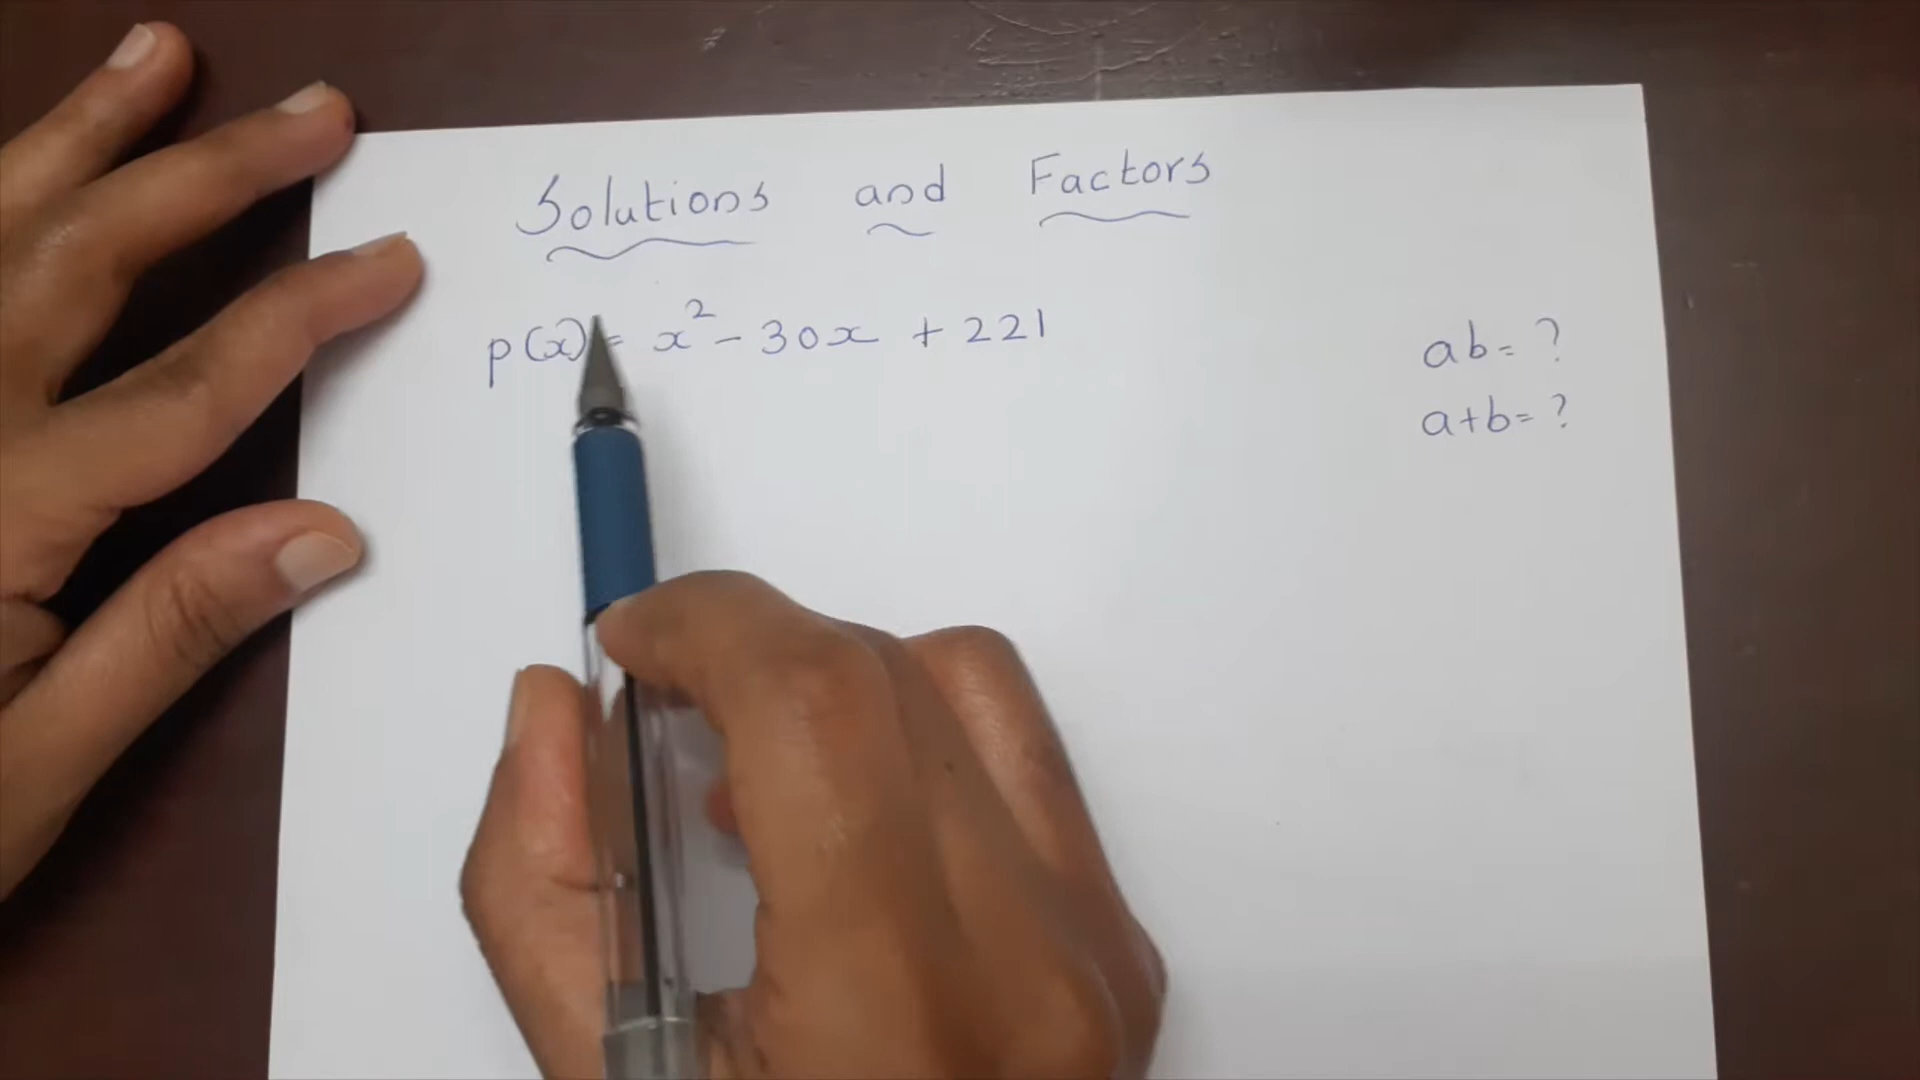 Solutions and Factors
p(x) = x² - 30x + 221
ab = ?
a+b = ?